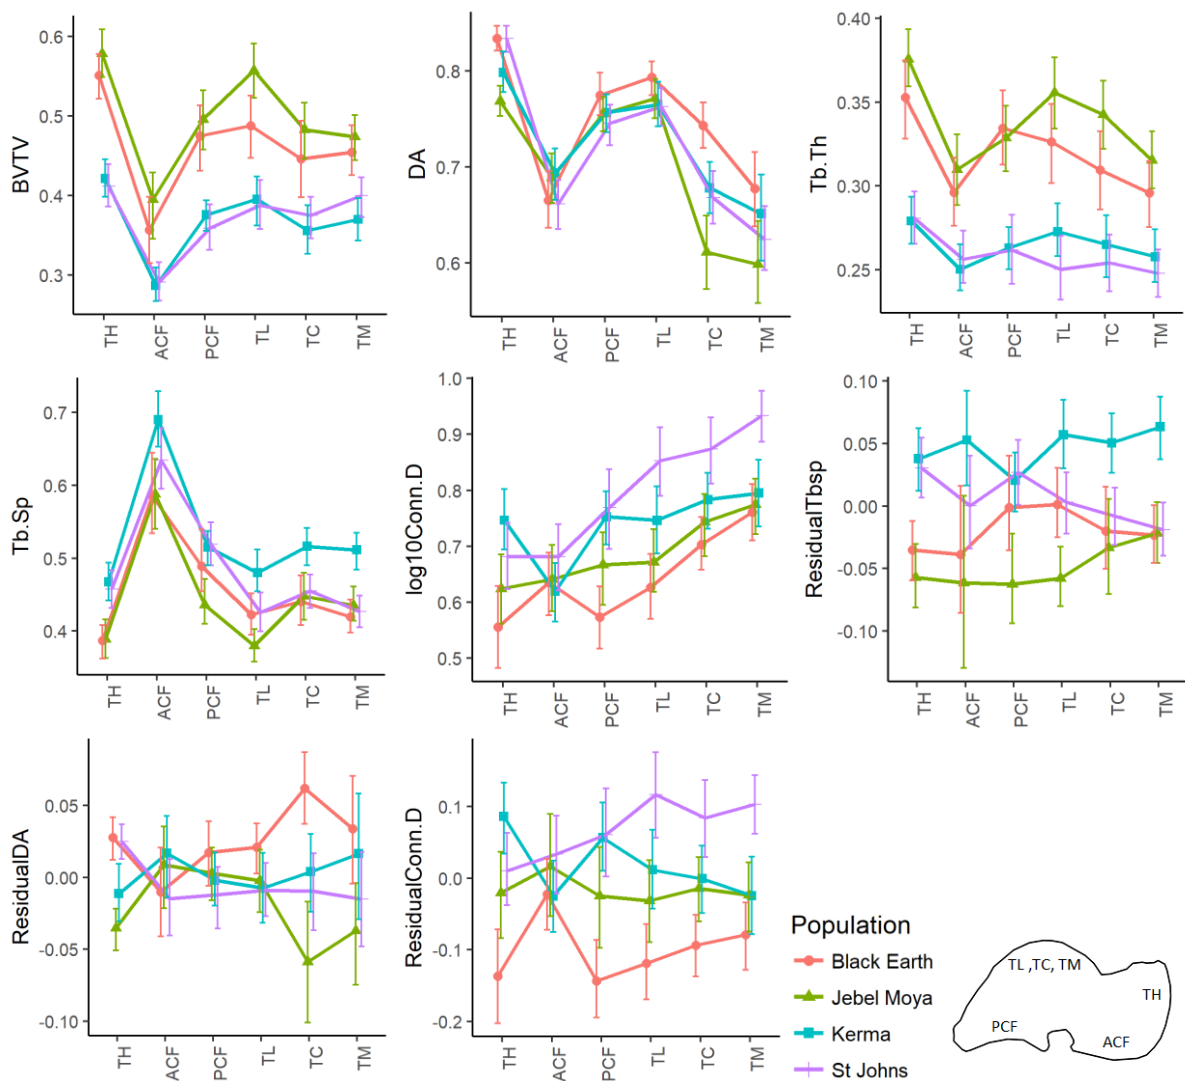 BVTV
0.6
0.5
0.4
0.3
TH ACF PCF TL TC TM
DA
0.8
0.7
0.6
TH ACF PCF TL TC TM
Tb.Th
0.40
0.35
0.30
0.25
TH ACF PCF TL TC TM
Tb.Sp
0.7
0.6
0.5
0.4
TH ACF PCF TL TC TM
log10Conn.D
1.0
0.9
0.8
0.7
0.6
0.5
TH ACF PCF TL TC TM
ResidualTbsp
0.10
0.05
0.00
-0.05
-0.10
TH ACF PCF TL TC TM
ResidualDA
0.05
0.00
-0.05
-0.10
TH ACF PCF TL TC TM
ResidualConn.D
0.1
0.0
-0.1
-0.2
TH ACF PCF TL TC TM
Population
Black Earth
Jebel Moya
Kerma
St Johns
TL ,TC, TM
TH
PCF
ACF